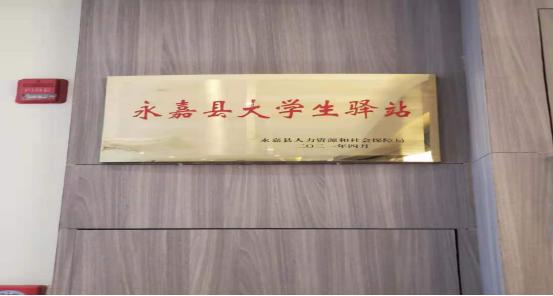 FIRE
永嘉县大学生驿站
永嘉县人力资源和社会保障局
二〇二一年四月